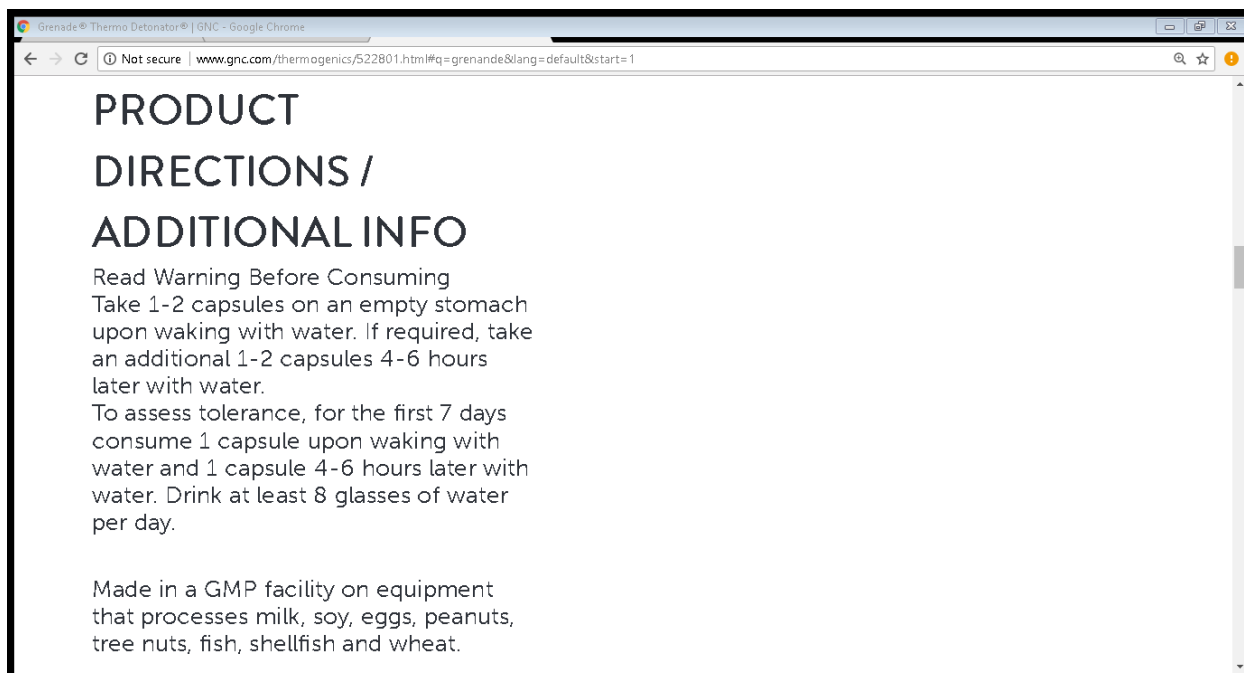 Grenade® Thermo Detonator® | GNC - Google Chrome
Not secure | www.gnc.com/thermogenics/522801.html#q=grenande&lang=default&start=1
PRODUCT
DIRECTIONS /
ADDITIONAL INFO
Read Warning Before Consuming
Take 1-2 capsules on an empty stomach
upon waking with water. If required, take
an additional 1-2 capsules 4-6 hours
later with water.
To assess tolerance, for the first 7 days
consume 1 capsule upon waking with
water and 1 capsule 4-6 hours later with
water. Drink at least 8 glasses of water
per day.
Made in a GMP facility on equipment
that processes milk, soy, eggs, peanuts,
tree nuts, fish, shellfish and wheat.